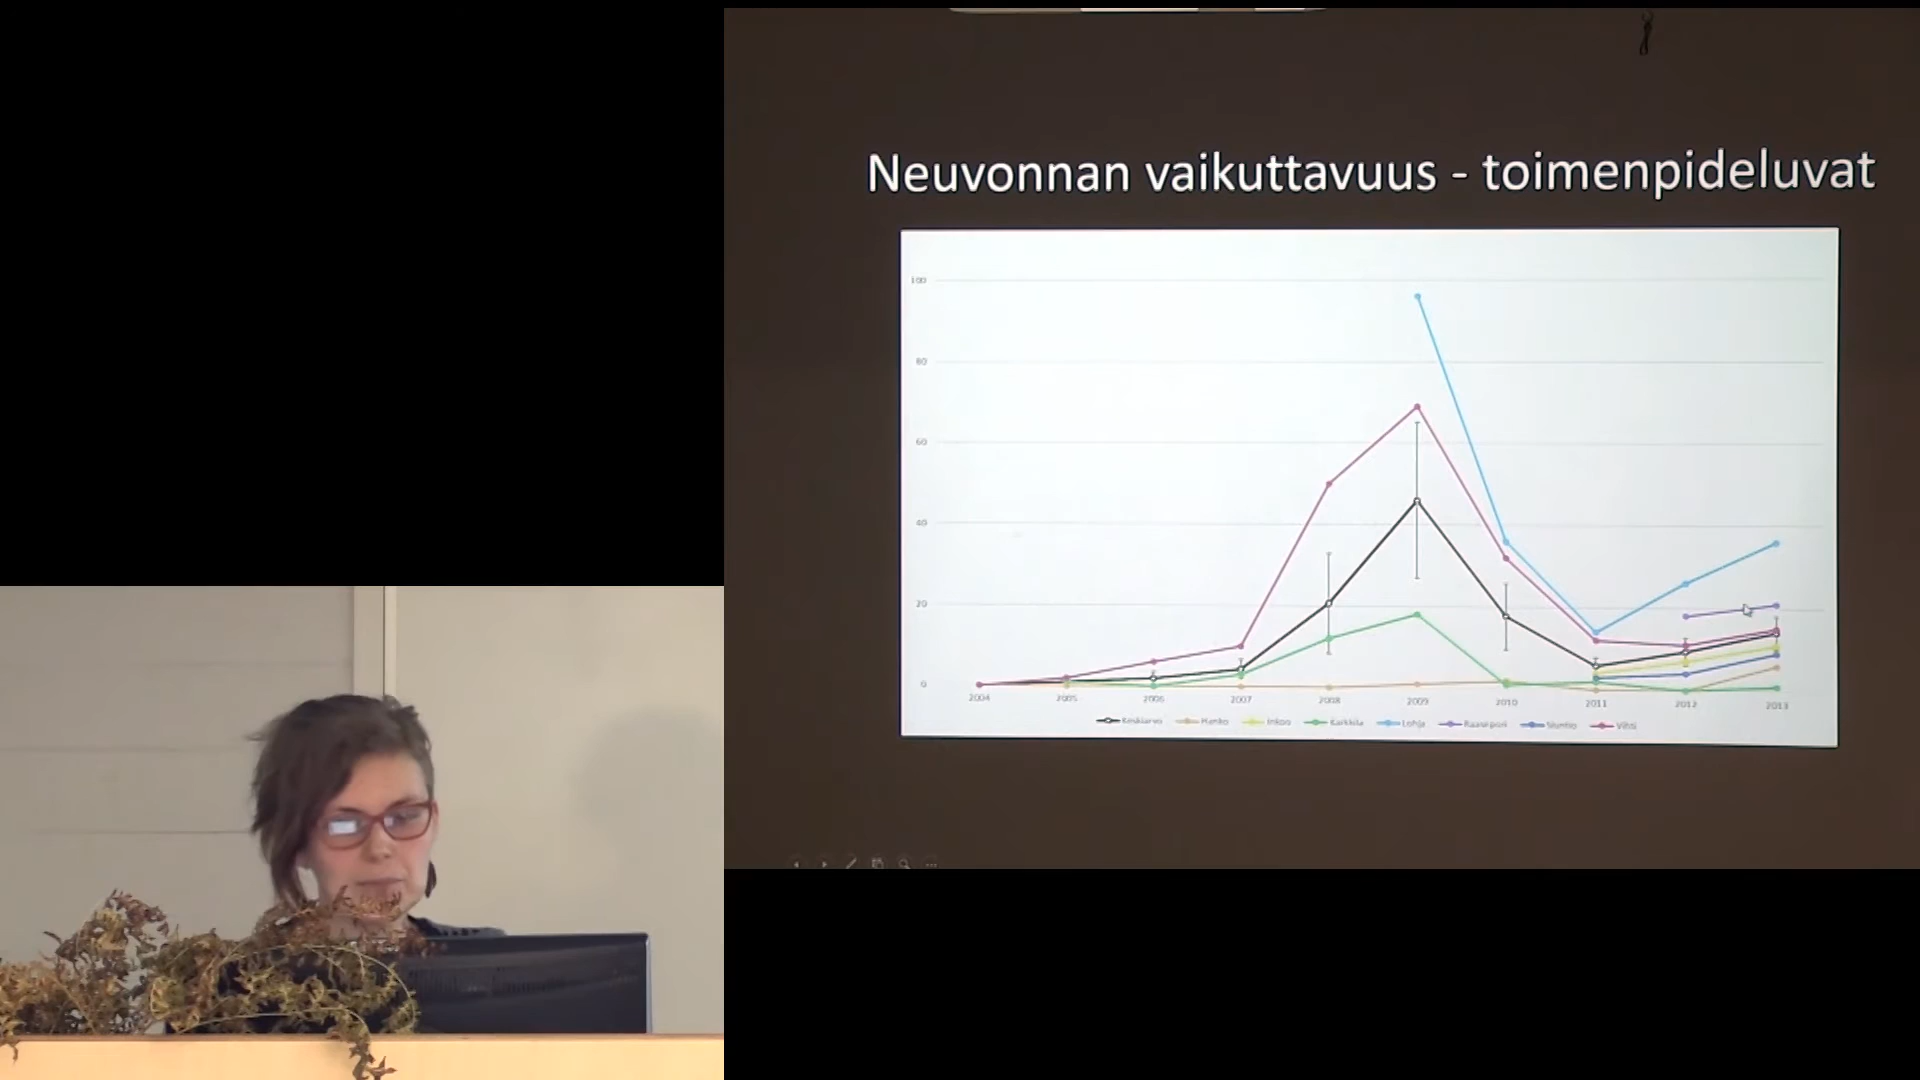 Neuvonnan vaikuttavuus - toimenpideluvat
100
80
60
40
20
0
2004 2005 2006 2007 2008 2009 2010 2011 2012 2013
Keskiarvo Hanko Inkoo Karkkila Lohja Raasepori Siuntio Vihti